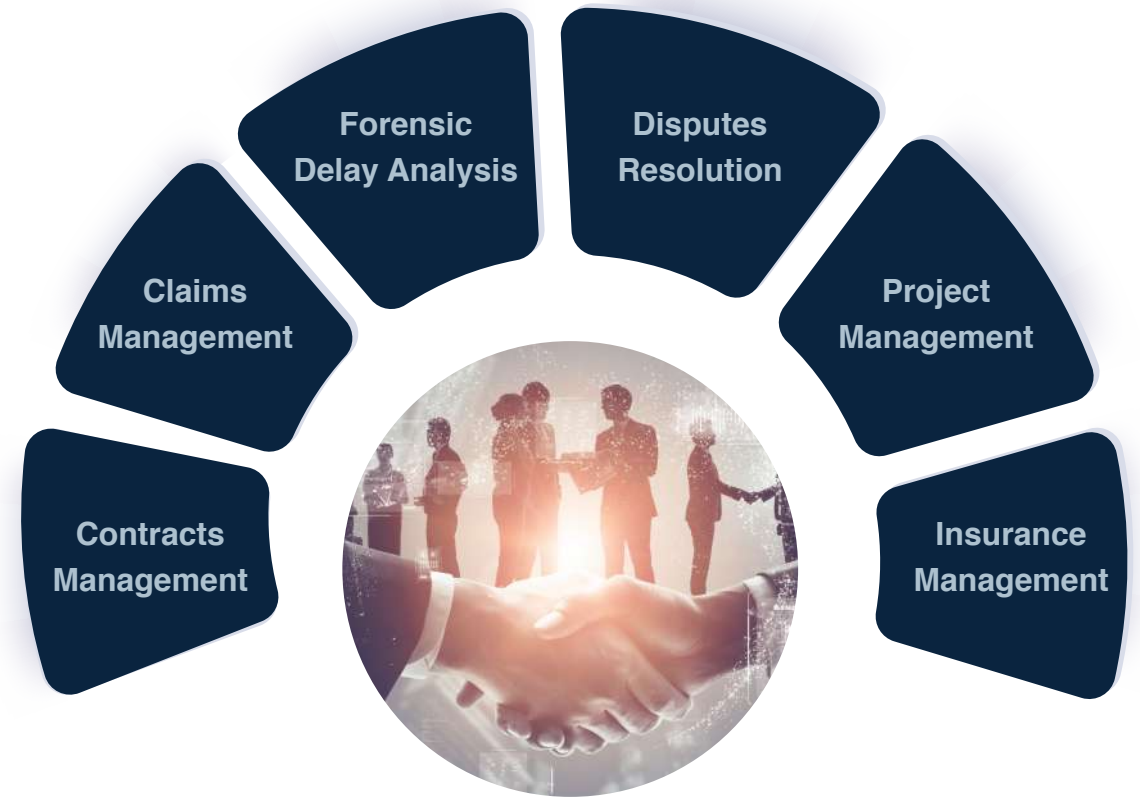 Forensic
Delay Analysis
Disputes
Resolution
Claims
Management
Project
Management
Contracts
Management
Insurance
Management